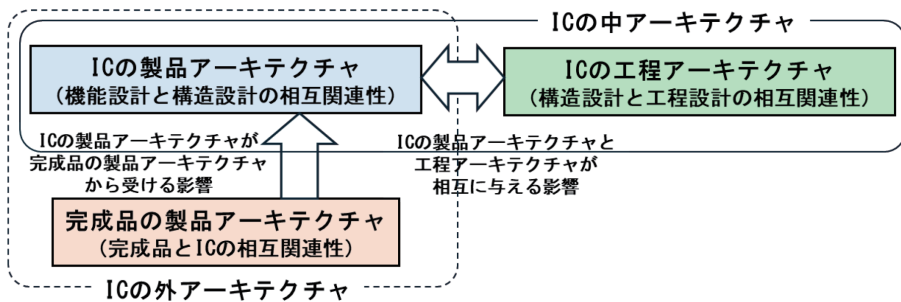 ICの中アーキテクチャ
ICの製品アーキテクチャ
(機能設計と構造設計の相互関連性)
ICの工程アーキテクチャ
(構造設計と工程設計の相互関連性)
ICの製品アーキテクチャが
完成品の製品アーキテクチャ
から受ける影響
ICの製品アーキテクチャと
工程アーキテクチャが
相互に与える影響
完成品の製品アーキテクチャ
(完成品とICの相互関連性)
ICの外アーキテクチャ